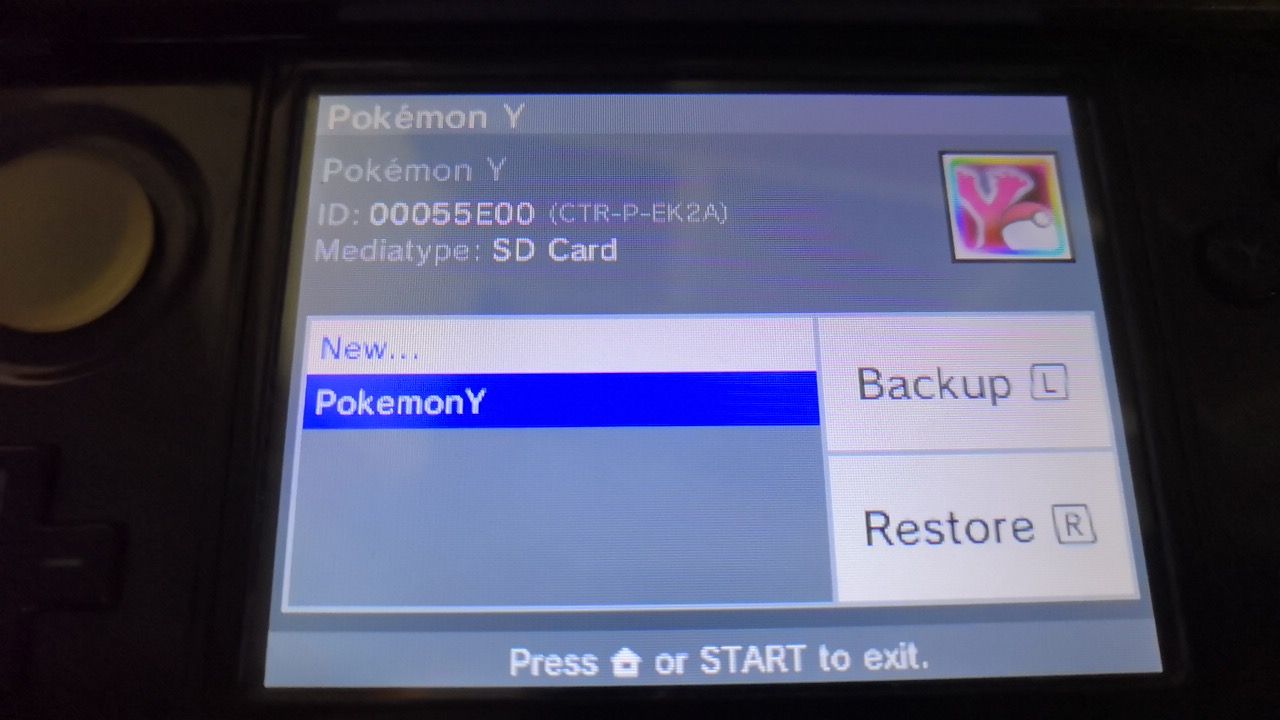 Pokémon Y
Pokémon Y
ID: 00055E00 (CTR-P-EK2A)
Mediatype: SD Card
New...
PokemonY
Backup L
Restore R
Press or START to exit.